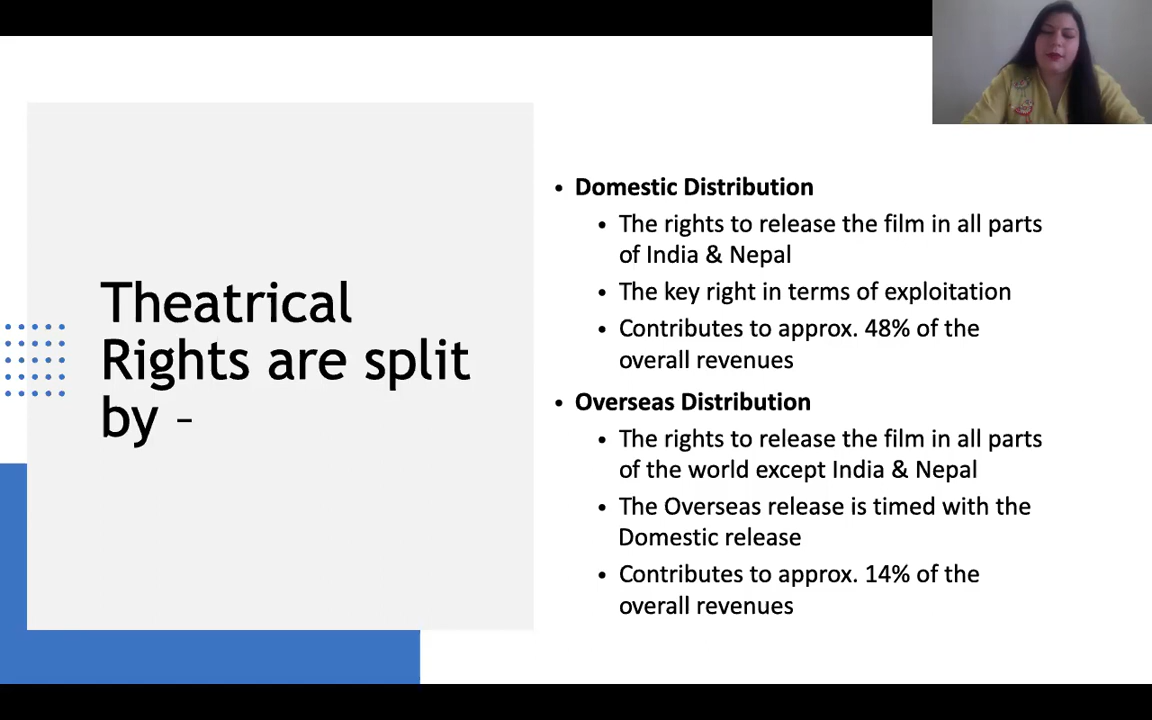 Theatrical
Rights are split
by –
• Domestic Distribution
• The rights to release the film in all parts
of India & Nepal
• The key right in terms of exploitation
• Contributes to approx. 48% of the
overall revenues
• Overseas Distribution
• The rights to release the film in all parts
of the world except India & Nepal
• The Overseas release is timed with the
Domestic release
• Contributes to approx. 14% of the
overall revenues